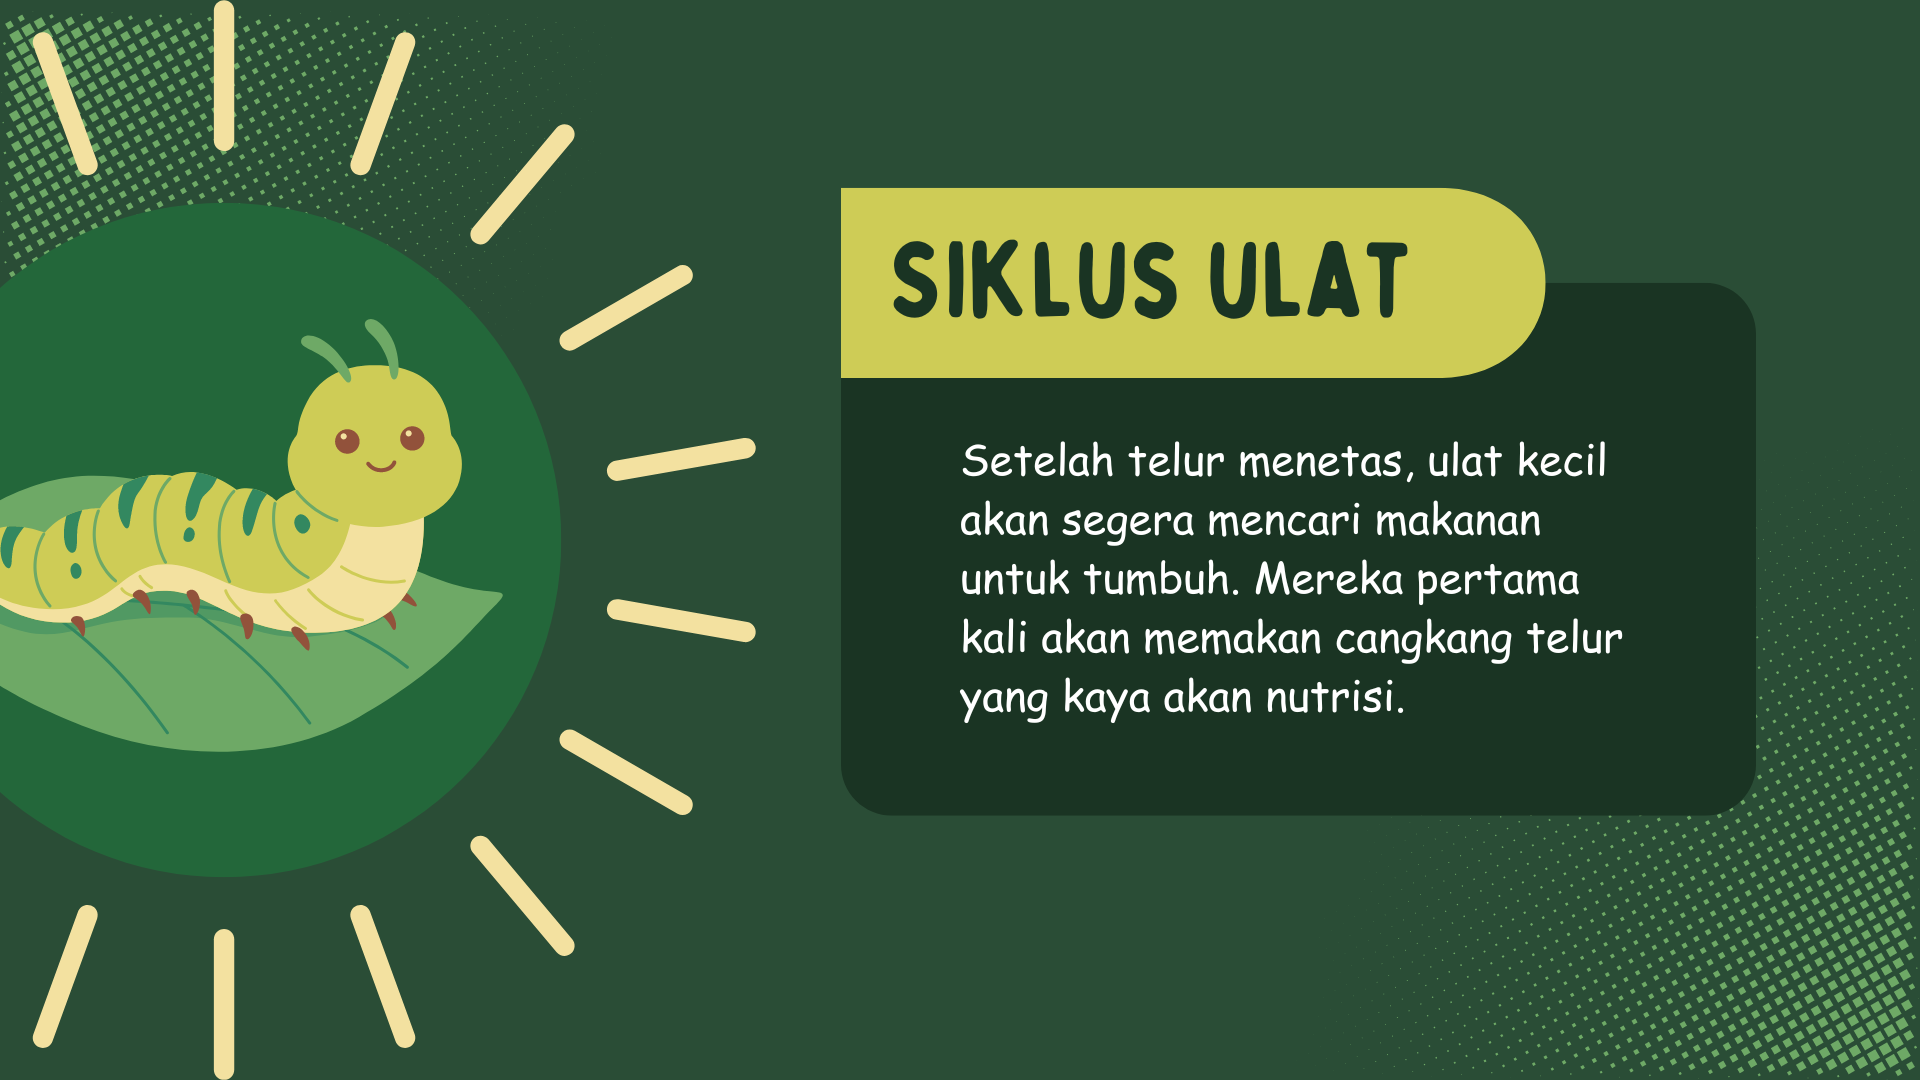 SIKLUS ULAT
Setelah telur menetas, ulat kecil
akan segera mencari makanan
untuk tumbuh. Mereka pertama
kali akan memakan cangkang telur
yang kaya akan nutrisi.